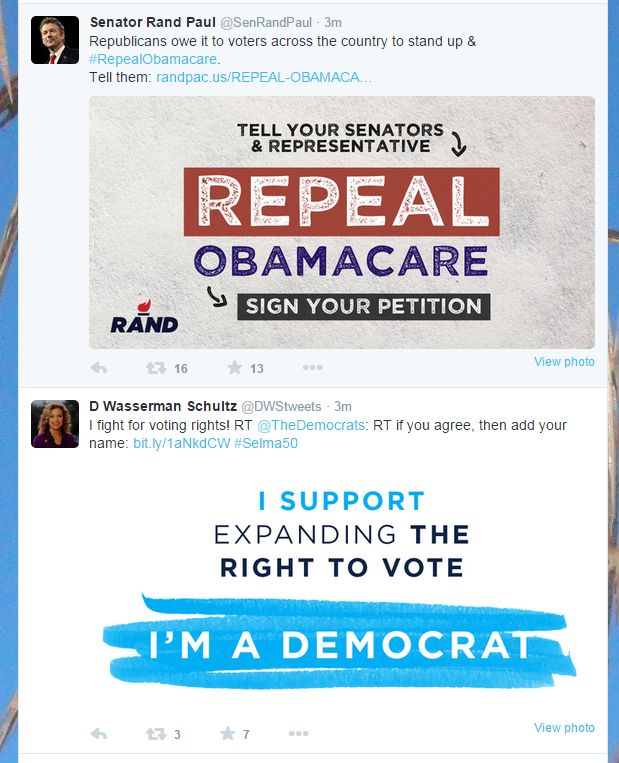 Senator Rand Paul @SenRandPaul · 3m
Republicans owe it to voters across the country to stand up &
#RepealObamacare.
Tell them: randpac.us/REPEAL-OBAMACA…
TELL YOUR SENATORS
& REPRESENTATIVE
REPEAL
OBAMACARE
SIGN YOUR PETITION
RAND
16
13
View photo
D Wasserman Schultz @DWStweets · 3m
I fight for voting rights! RT @TheDemocrats: RT if you agree, then add your
name: bit.ly/1aNkdCW #Selma50
I SUPPORT
EXPANDING THE
RIGHT TO VOTE
I'M A DEMOCRAT
3
7
View photo